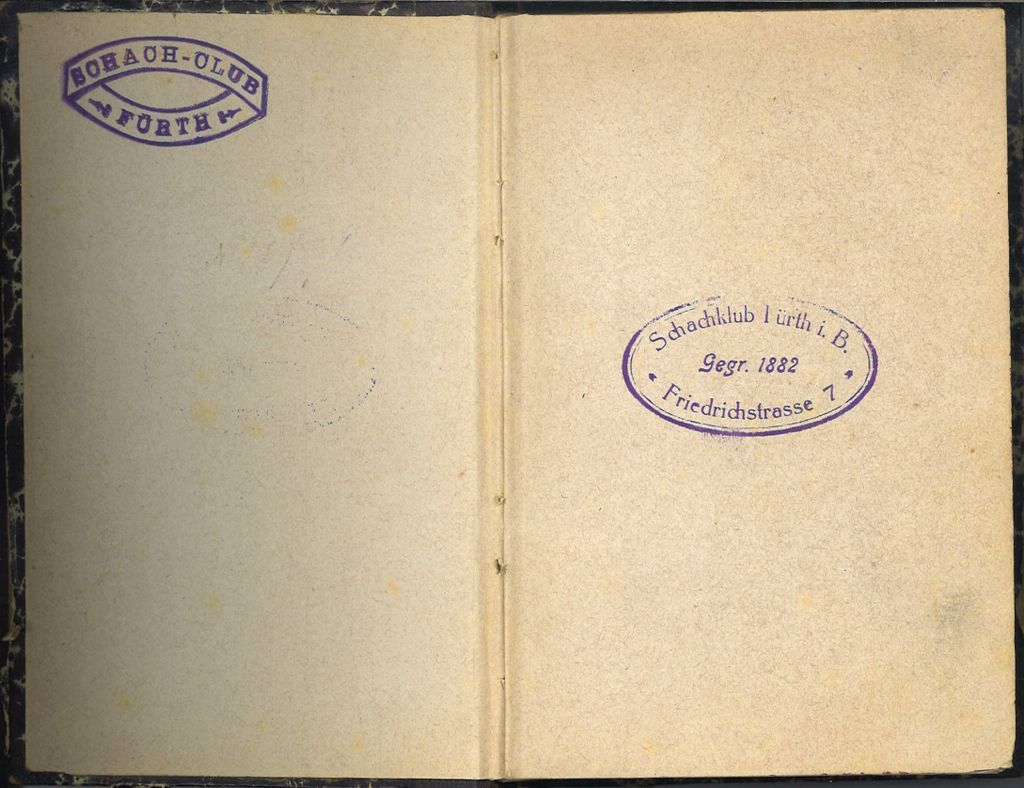 SCHACH-CLUB
FÜRTH
Schachklub Fürth i. B.
Gegr. 1882
Friedrichstrasse 7